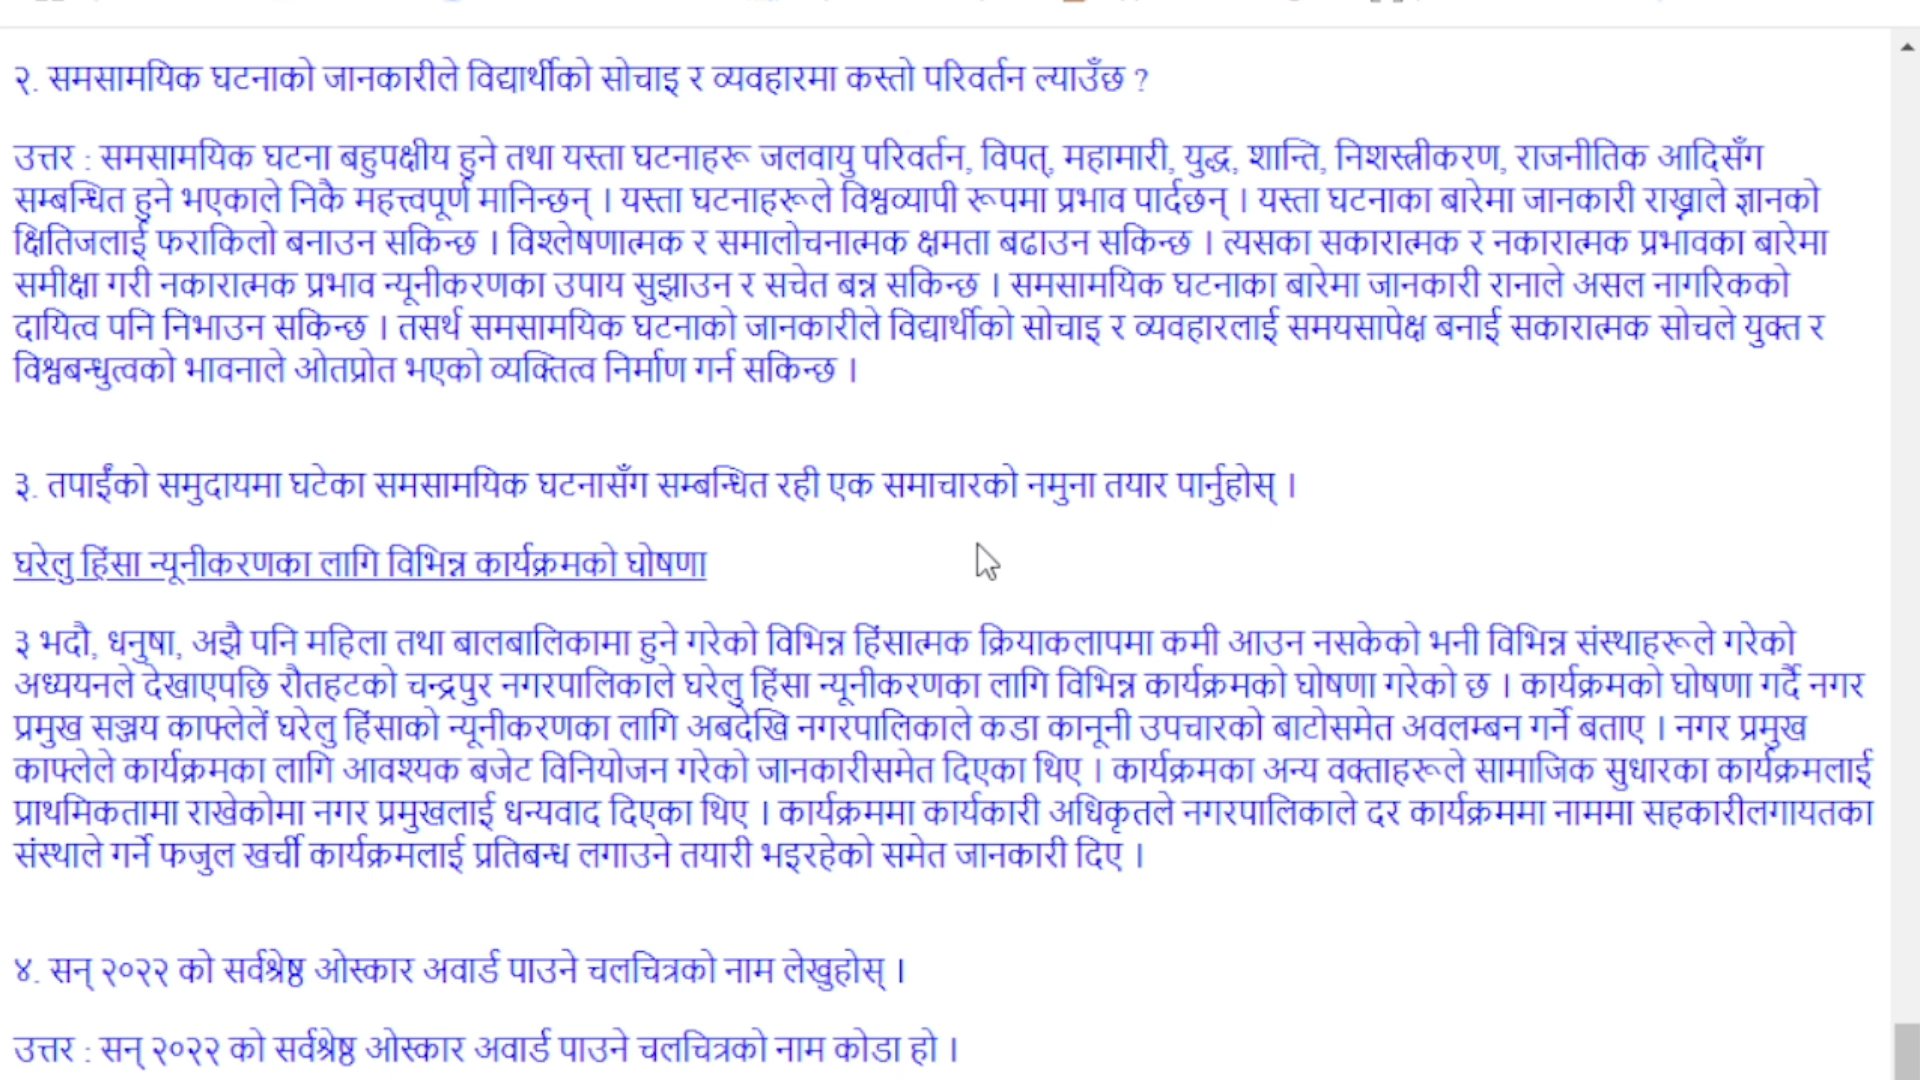 २. समसामयिक घटनाको जानकारीले विद्यार्थीको सोचाइ र व्यवहारमा कस्तो परिवर्तन ल्याउँछ ?
उत्तर : समसामयिक घटना बहुपक्षीय हुने तथा यस्ता घटनाहरू जलवायु परिवर्तन, विपत्, महामारी, युद्ध, शान्ति, निशस्त्रीकरण, राजनीतिक आदिसँग
सम्बन्धित हुने भएकाले निकै महत्त्वपूर्ण मानिन्छन् । यस्ता घटनाहरूले विश्वव्यापी रूपमा प्रभाव पार्दछन् । यस्ता घटनाका बारेमा जानकारी राख्नाले ज्ञानको
क्षितिजलाई फराकिलो बनाउन सकिन्छ । विश्लेषणात्मक र समालोचनात्मक क्षमता बढाउन सकिन्छ । त्यसका सकारात्मक र नकारात्मक प्रभावका बारेमा
समीक्षा गरी नकारात्मक प्रभाव न्यूनीकरणका उपाय सुझाउन र सचेत बन्न सकिन्छ । समसामयिक घटनाका बारेमा जानकारी रानाले असल नागरिकको
दायित्व पनि निभाउन सकिन्छ । तसर्थ समसामयिक घटनाको जानकारीले विद्यार्थीको सोचाइ र व्यवहारलाई समयसापेक्ष बनाई सकारात्मक सोचले युक्त र
विश्वबन्धुत्वको भावनाले ओतप्रोत भएको व्यक्तित्व निर्माण गर्न सकिन्छ ।
३. तपाईंको समुदायमा घटेका समसामयिक घटनासँग सम्बन्धित रही एक समाचारको नमुना तयार पार्नुहोस् ।
घरेलु हिंसा न्यूनीकरणका लागि विभिन्न कार्यक्रमको घोषणा
३ भदौ, धनुषा, अझै पनि महिला तथा बालबालिकामा हुने गरेको विभिन्न हिंसात्मक क्रियाकलापमा कमी आउन नसकेको भनी विभिन्न संस्थाहरूले गरेको
अध्ययनले देखाएपछि रौतहटको चन्द्रपुर नगरपालिकाले घरेलु हिंसा न्यूनीकरणका लागि विभिन्न कार्यक्रमको घोषणा गरेको छ । कार्यक्रमको घोषणा गर्दै नगर
प्रमुख सञ्जय काफ्लेलें घरेलु हिंसाको न्यूनीकरणका लागि अबदेखि नगरपालिकाले कडा कानूनी उपचारको बाटोसमेत अवलम्बन गर्ने बताए । नगर प्रमुख
काफ्लेले कार्यक्रमका लागि आवश्यक बजेट विनियोजन गरेको जानकारीसमेत दिएका थिए । कार्यक्रमका अन्य वक्ताहरूले सामाजिक सुधारका कार्यक्रमलाई
प्राथमिकतामा राखेकोमा नगर प्रमुखलाई धन्यवाद दिएका थिए । कार्यक्रममा कार्यकारी अधिकृतले नगरपालिकाले दर कार्यक्रममा नाममा सहकारीलगायतका
संस्थाले गर्ने फजुल खर्ची कार्यक्रमलाई प्रतिबन्ध लगाउने तयारी भइरहेको समेत जानकारी दिए ।
४. सन् २०२२ को सर्वश्रेष्ठ ओस्कार अवार्ड पाउने चलचित्रको नाम लेखुहोस् ।
उत्तर : सन् २०२२ को सर्वश्रेष्ठ ओस्कार अवार्ड पाउने चलचित्रको नाम कोडा हो ।